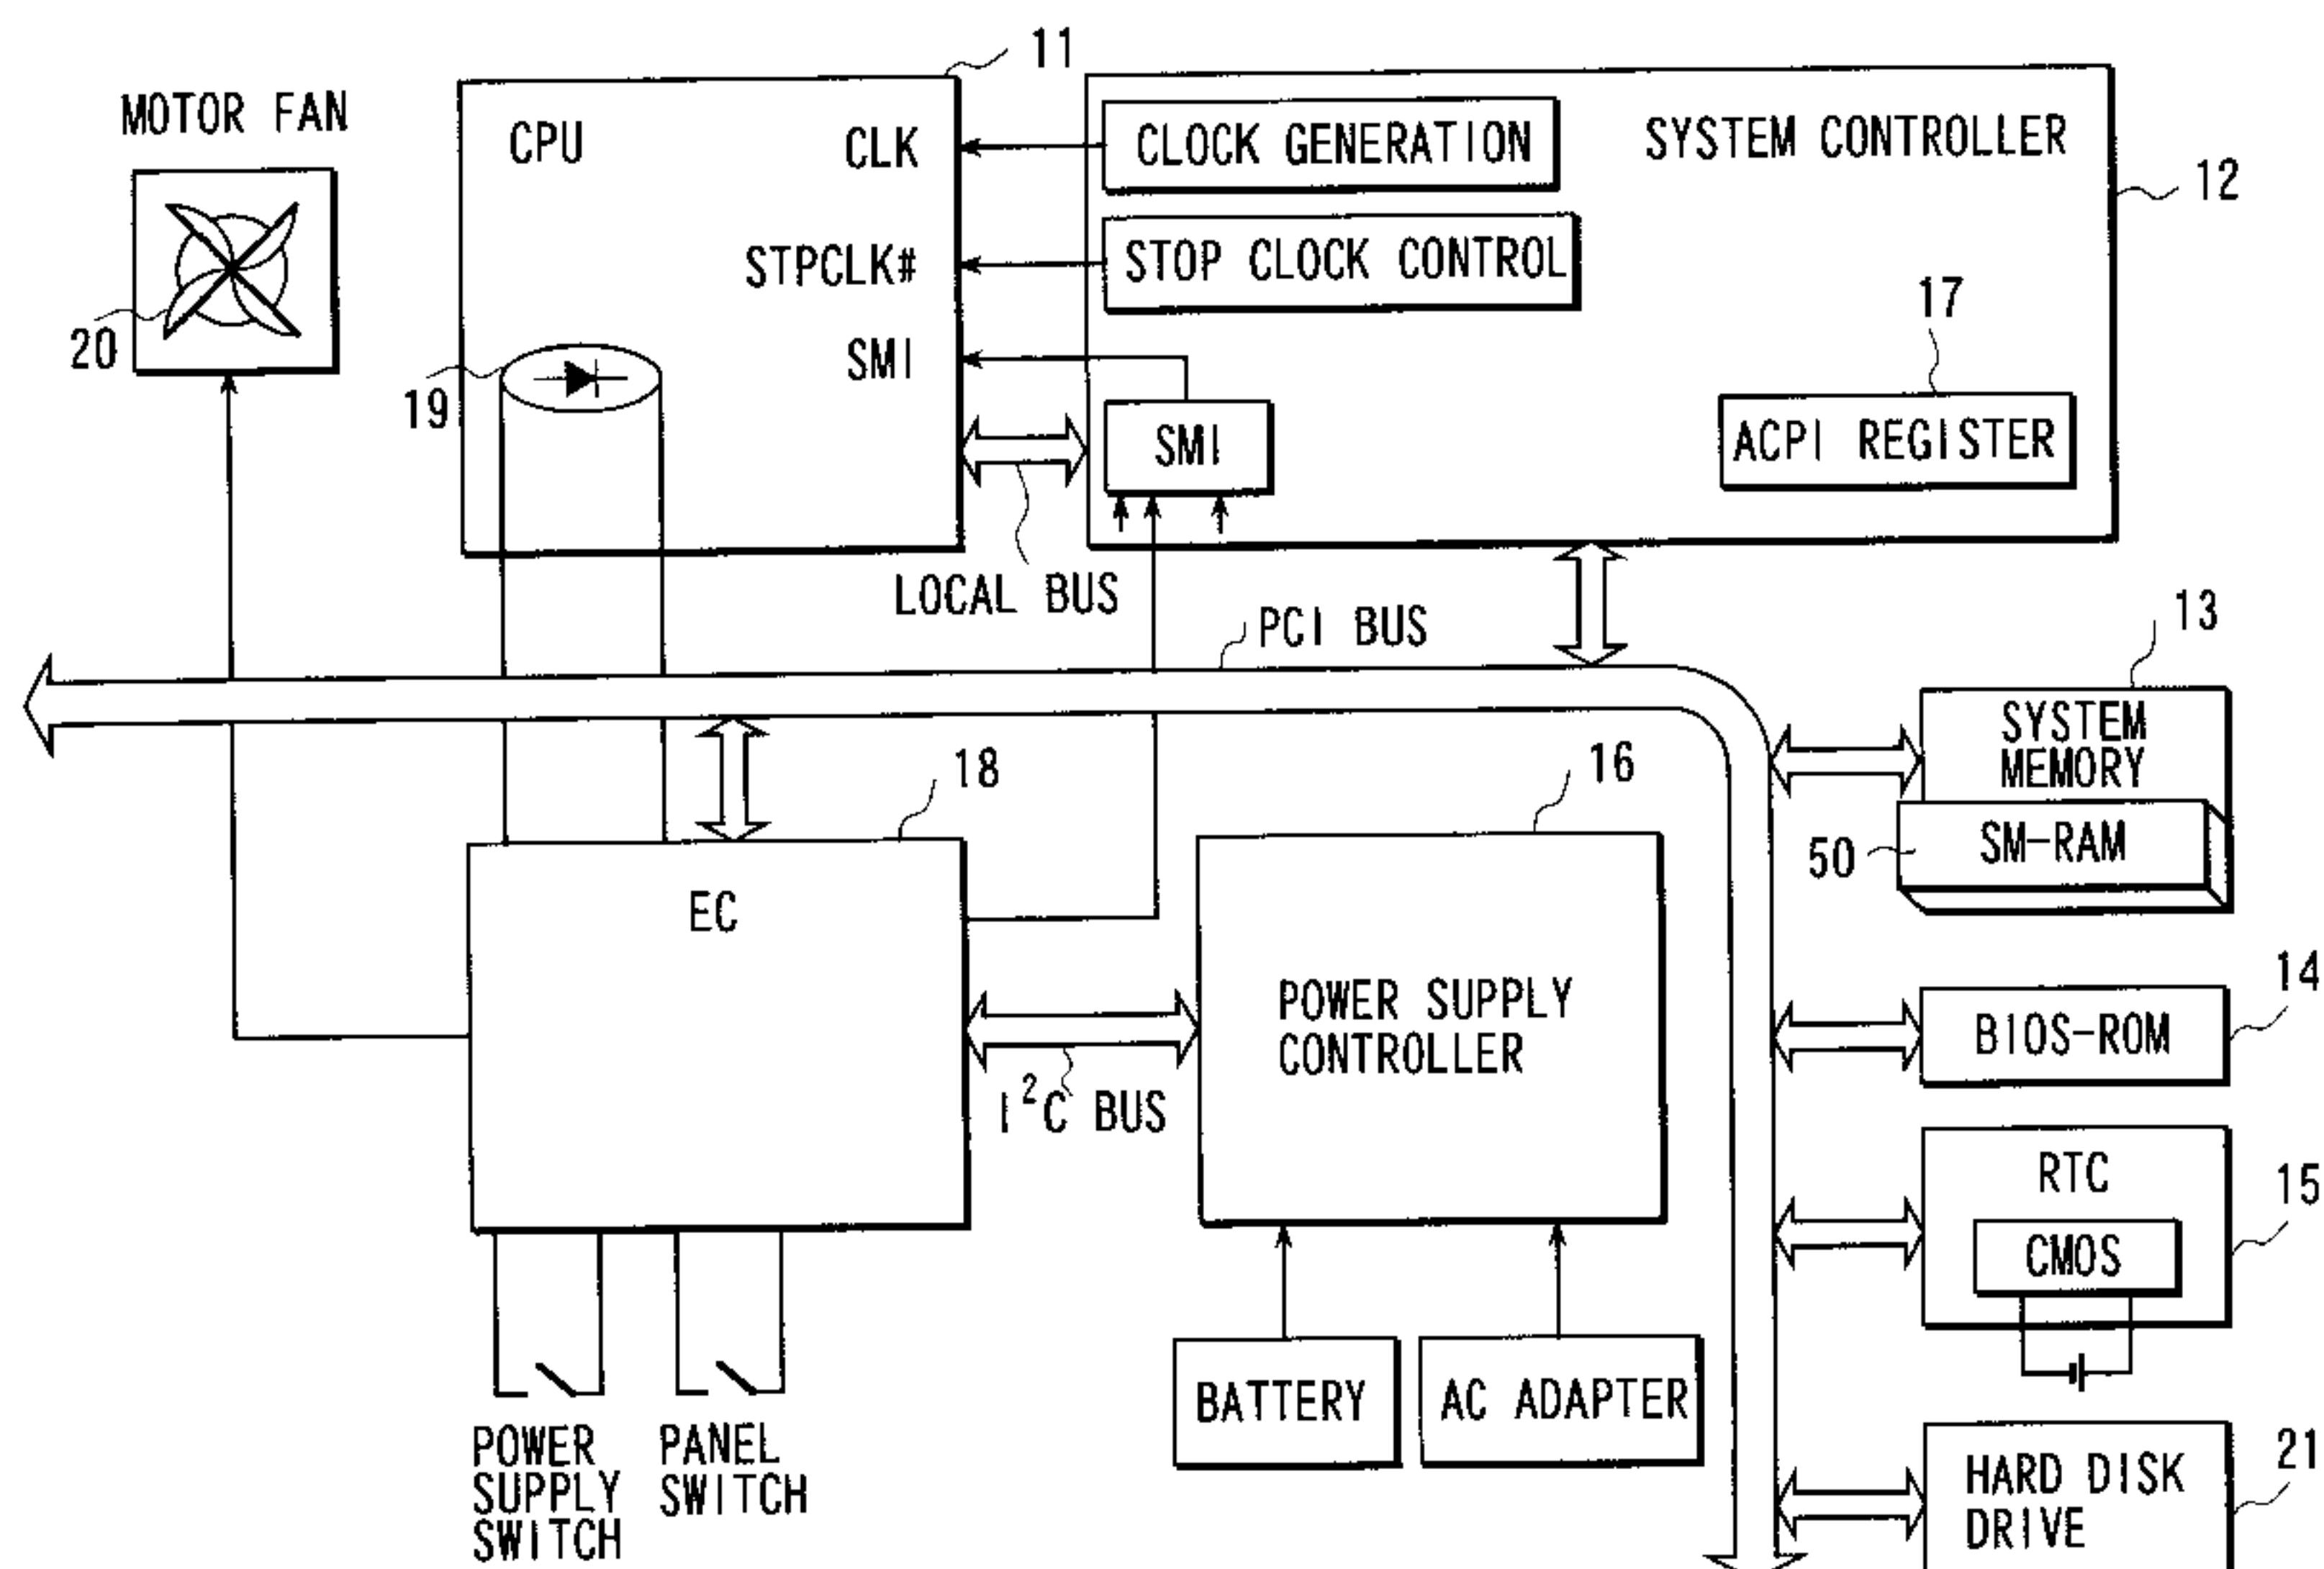 11
MOTOR FAN
CPU
CLK
CLOCK GENERATION
SYSTEM CONTROLLER
12
STPCLK#
STOP CLOCK CONTROL
17
20
19
SMI
SMI
ACPI REGISTER
LOCAL BUS
PCI BUS
13
SYSTEM
MEMORY
18
16
50
SM-RAM
EC
14
POWER SUPPLY
CONTROLLER
BIOS-ROM
I²C BUS
RTC
15
CMOS
BATTERY
AC ADAPTER
POWER
SUPPLY
SWITCH
PANEL
SWITCH
21
HARD DISK
DRIVE